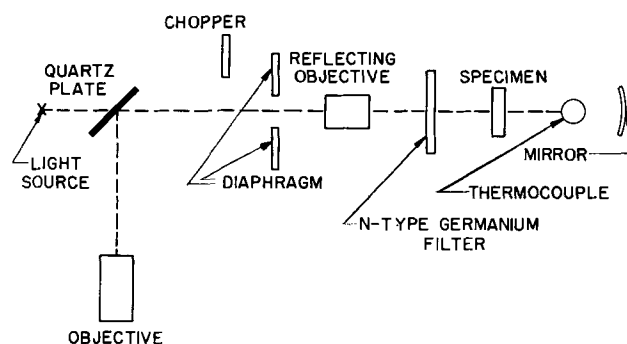 CHOPPER
QUARTZ
PLATE
REFLECTING
OBJECTIVE
SPECIMEN
LIGHT
SOURCE
DIAPHRAGM
MIRROR
THERMOCOUPLE
N-TYPE GERMANIUM
FILTER
OBJECTIVE